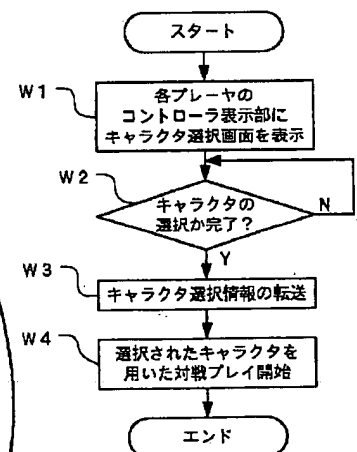 スタート
W1
各プレーヤの
コントローラ表示部に
キャラクタ選択画面を表示
W2
キャラクタの
選択か完了?
N
Y
W3
キャラクタ選択情報の転送
W4
選択されたキャラクタを
用いた対戦プレイ開始
エンド